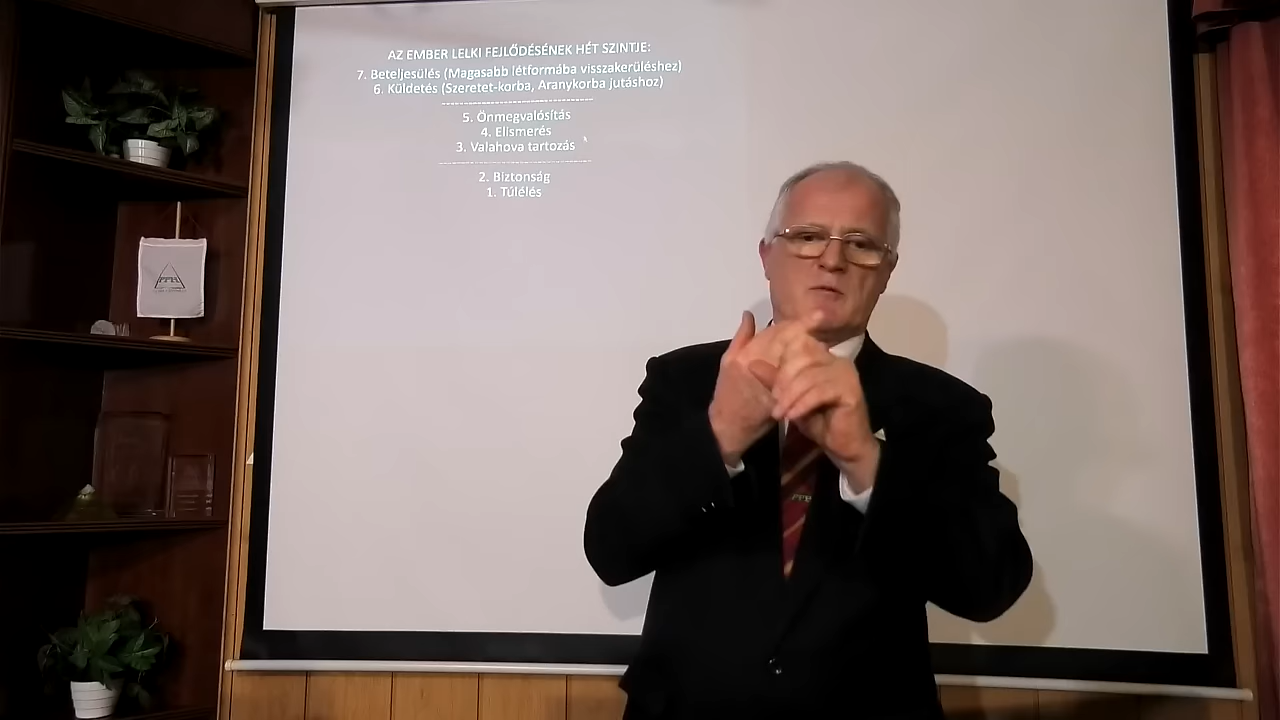 AZ EMBER LELKI FEJLŐDÉSÉNEK HÉT SZINTJE:
7. Beteljesülés (Magasabb létformába visszakerüléshez)
6. Küldetés (Szeretet-korba, Aranykorba jutáshoz)
5. Önmegvalósítás
4. Elismerés
3. Valahova tartozás
2. Biztonság
1. Túlélés